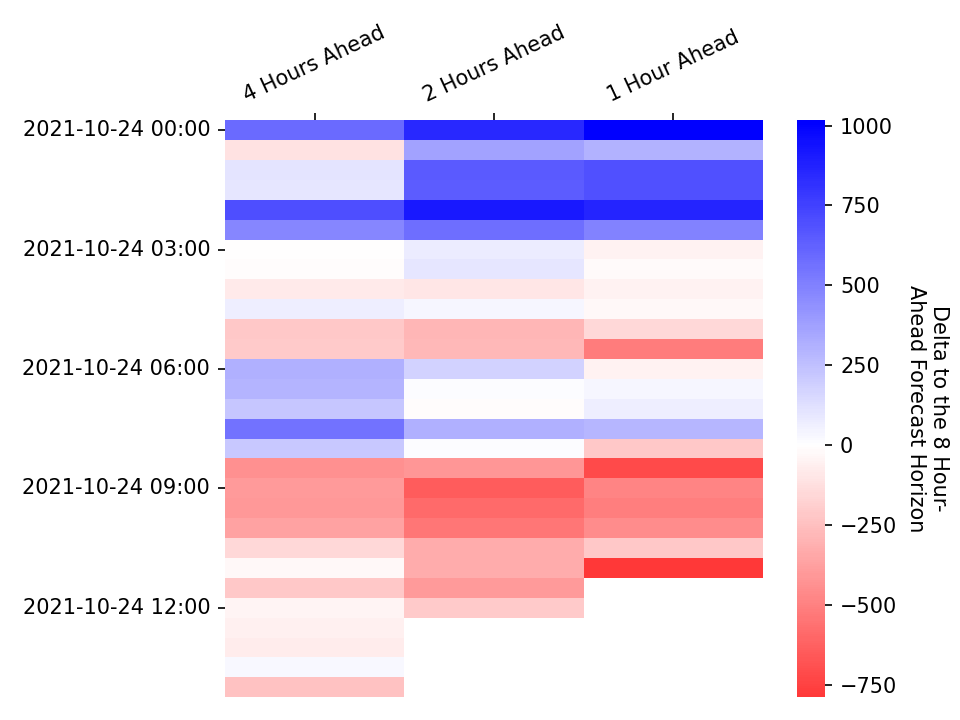 4 Hours Ahead
2 Hours Ahead
1 Hour Ahead
2021-10-24 00:00
2021-10-24 03:00
2021-10-24 06:00
2021-10-24 09:00
2021-10-24 12:00
1000
750
500
250
0
−250
−500
−750
Delta to the 8 Hour-
Ahead Forecast Horizon